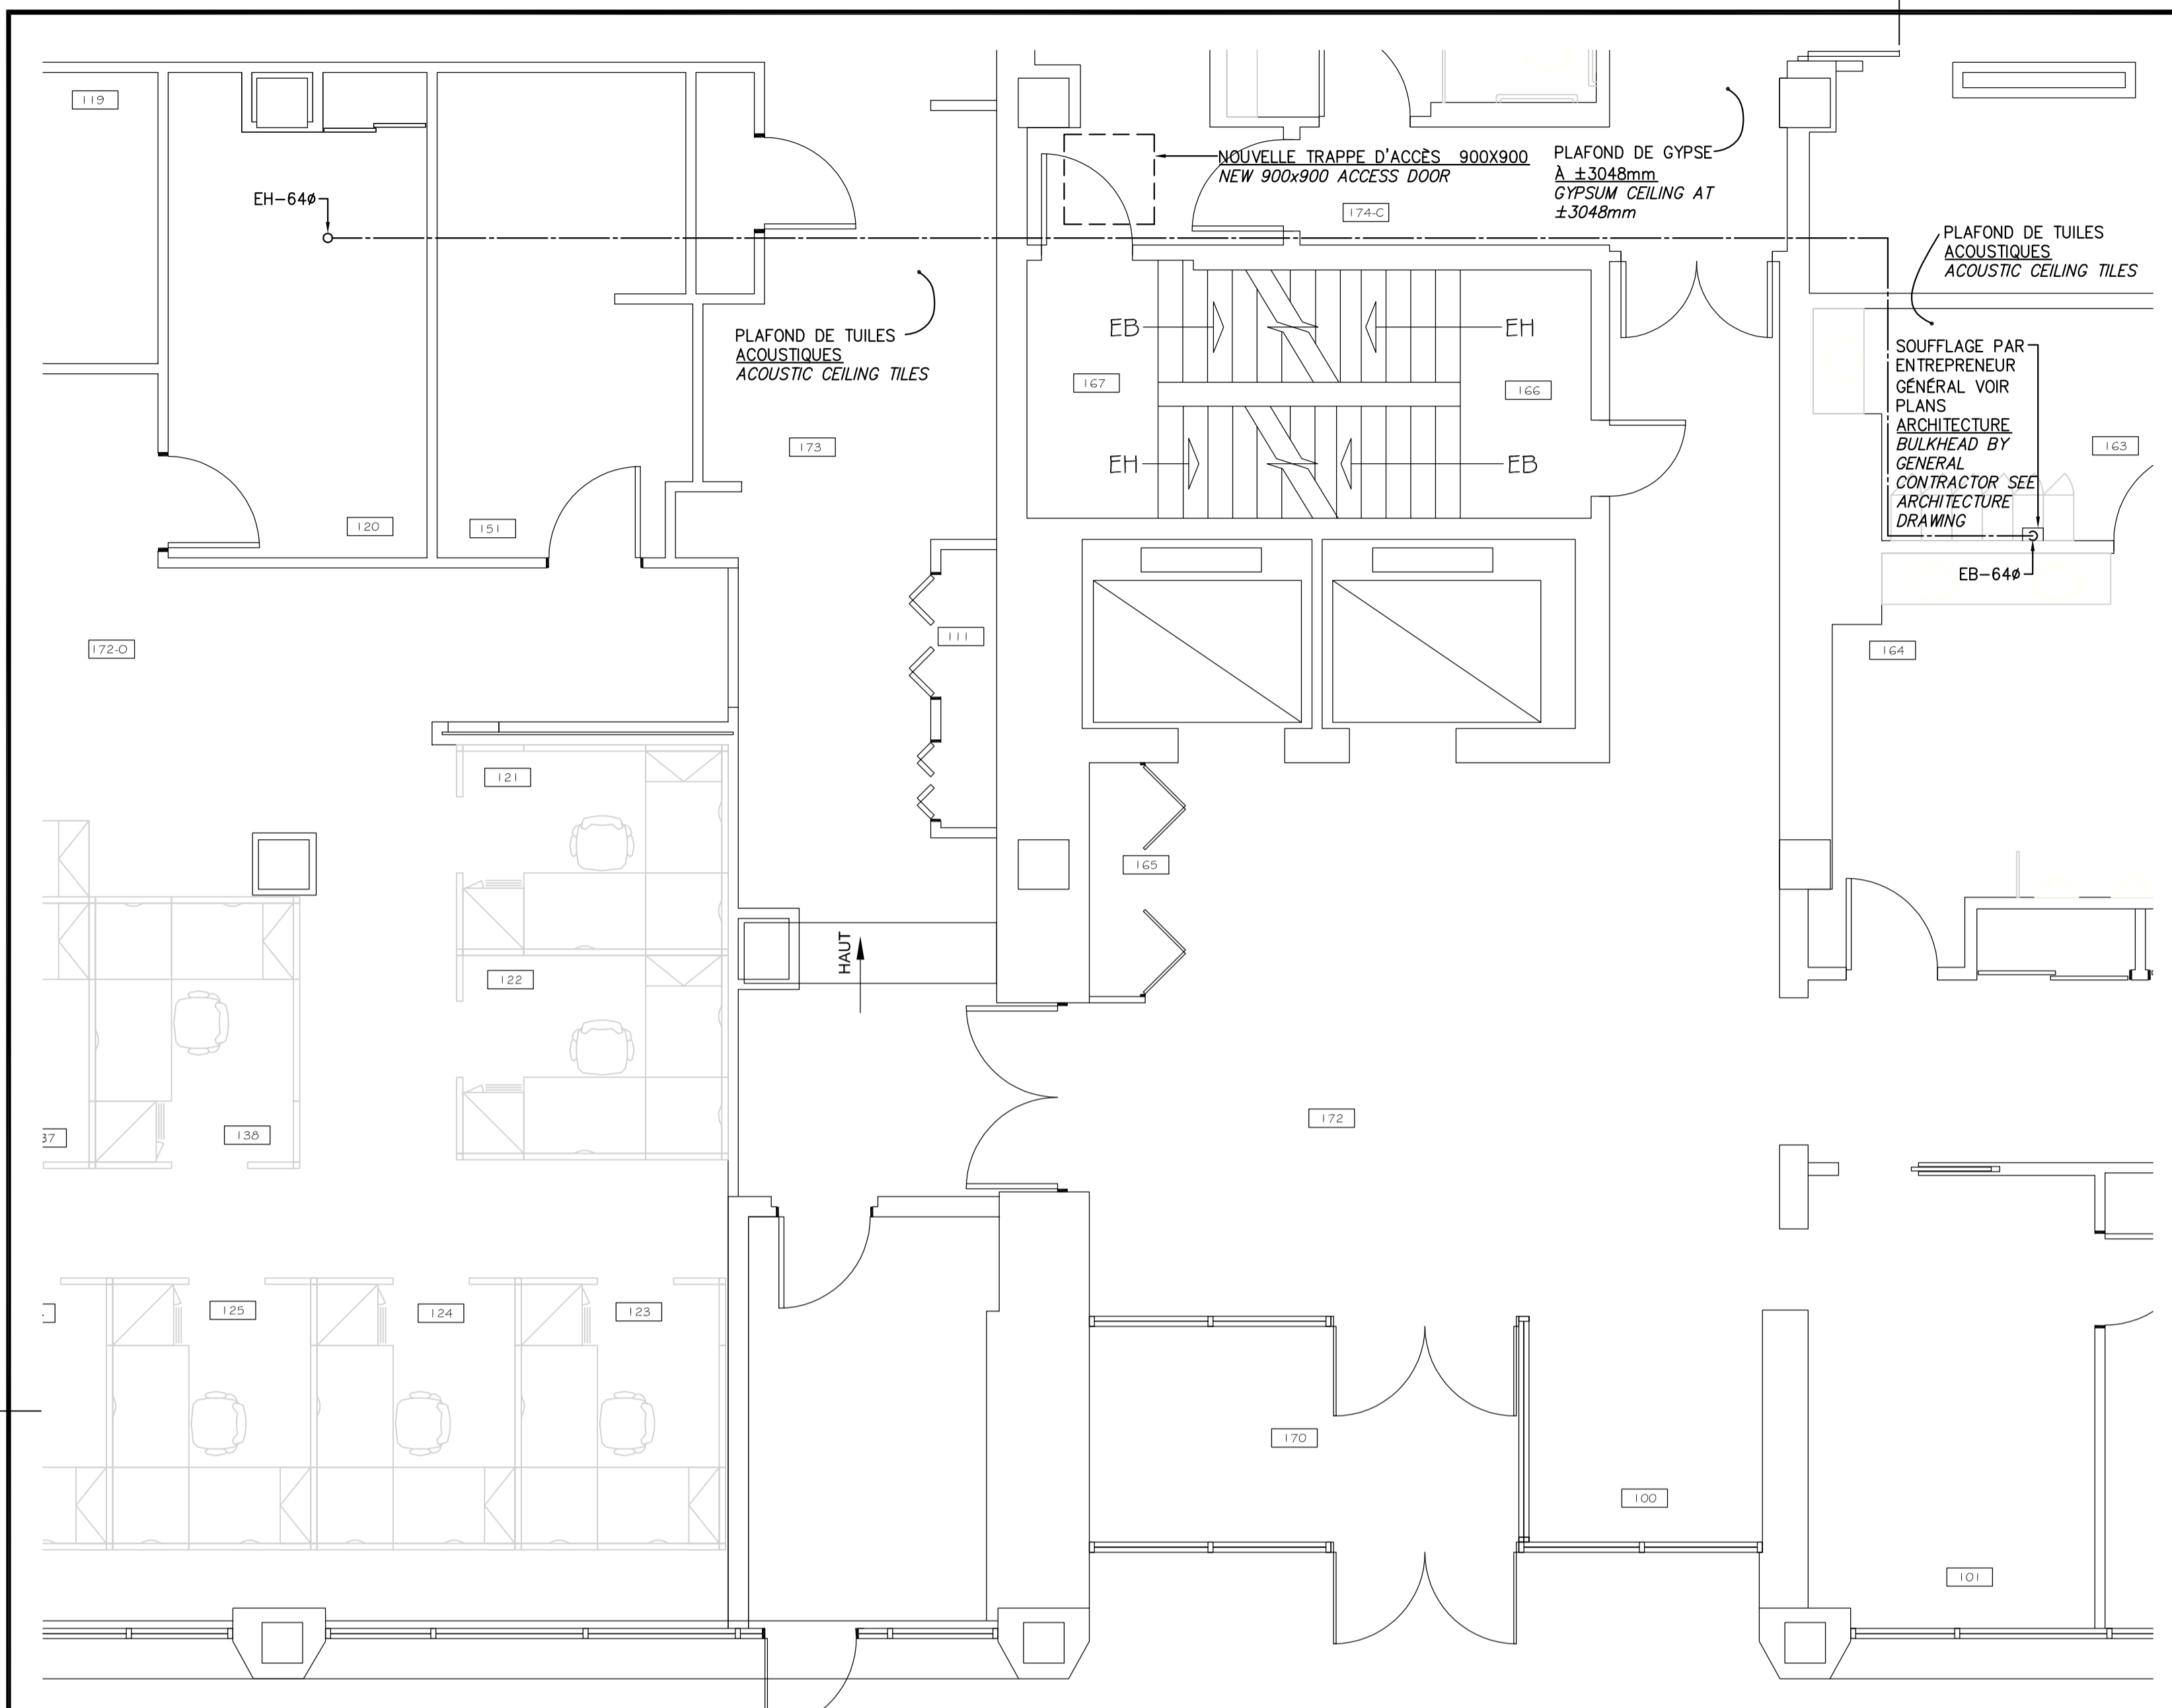 119
NOUVELLE TRAPPE D'ACCÈS 900X900
NEW 900x900 ACCESS DOOR
PLAFOND DE GYPSE
À ±3048mm
GYPSUM CEILING AT
±3048mm
EH-64ø
174-C
PLAFOND DE TUILES
ACOUSTIQUES
ACOUSTIC CEILING TILES
PLAFOND DE TUILES
ACOUSTIQUES
ACOUSTIC CEILING TILES
EB
EH
167
166
SOUFFLAGE PAR
ENTREPRENEUR
GÉNÉRAL VOIR
PLANS
ARCHITECTURE
BULKHEAD BY
GENERAL
CONTRACTOR SEE
ARCHITECTURE
DRAWING
173
163
EH
EB
120
151
EB-64ø
111
172-O
164
121
165
HAUT
122
172
37
138
125
124
123
170
100
101